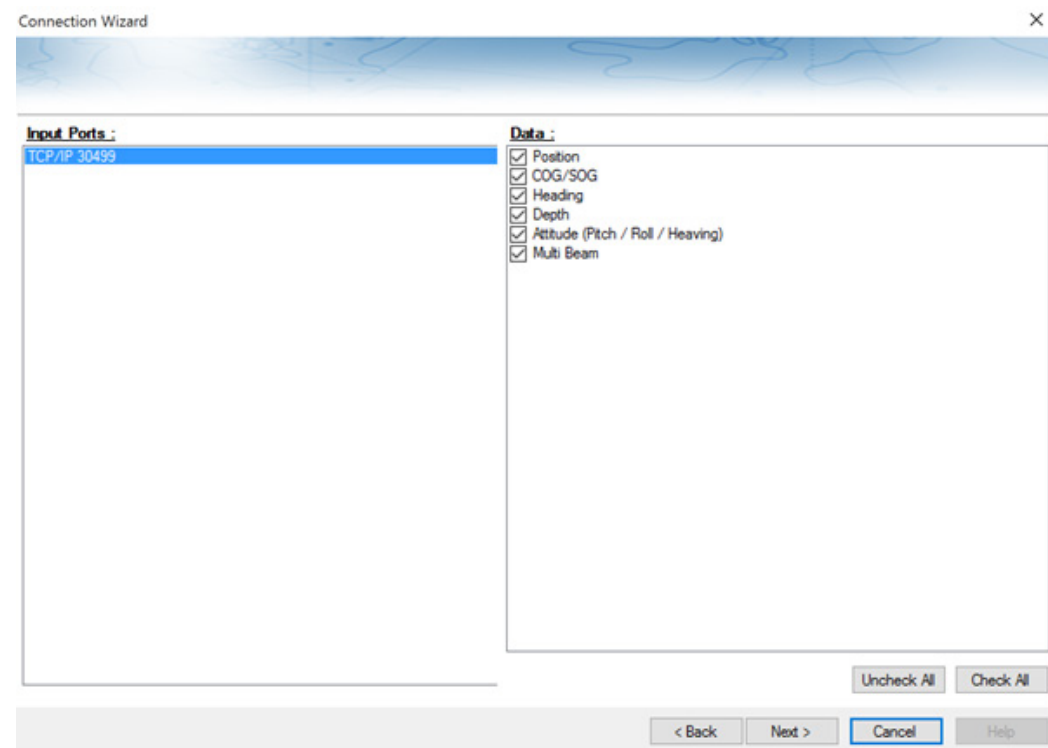 Connection Wizard
Input Ports :
TCP/IP 30499
Data :
Position
COG/SOG
Heading
Depth
Attitude (Pitch / Roll / Heaving)
Multi Beam
Uncheck All
Check All
< Back
Next >
Cancel
Help